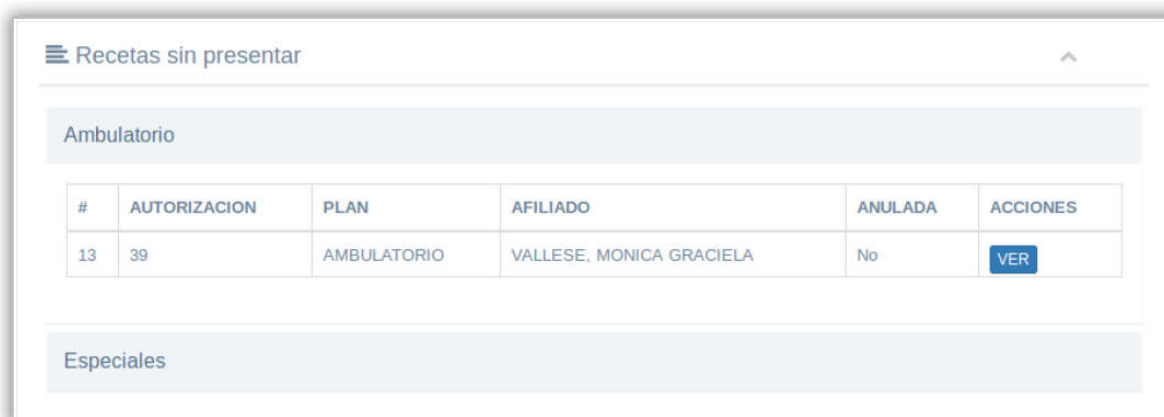 Recetas sin presentar
Ambulatorio
# AUTORIZACION PLAN AFILIADO ANULADA ACCIONES
13 39 AMBULATORIO VALLESE, MONICA GRACIELA No VER
Especiales